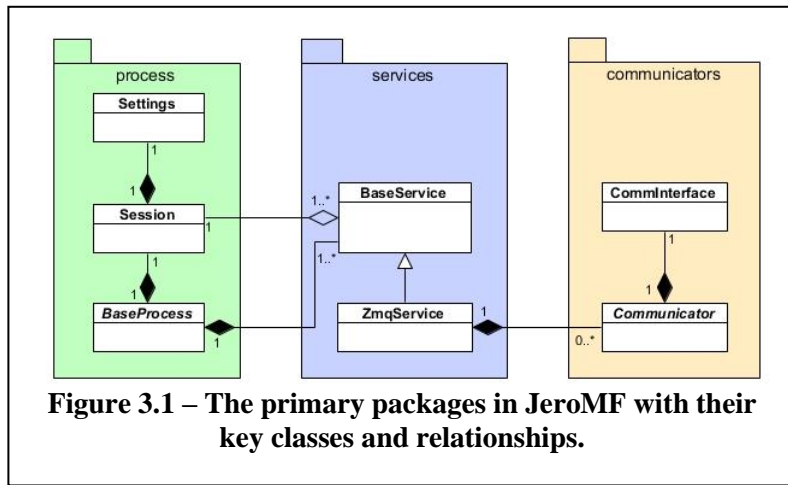 process
services
communicators
Settings
1
1
Session
1
1..*
BaseService
CommInterface
1
1
1..*
1
1
BaseProcess
1
ZmqService
1
0..*
Communicator
Figure 3.1 – The primary packages in JeroMF with their
key classes and relationships.